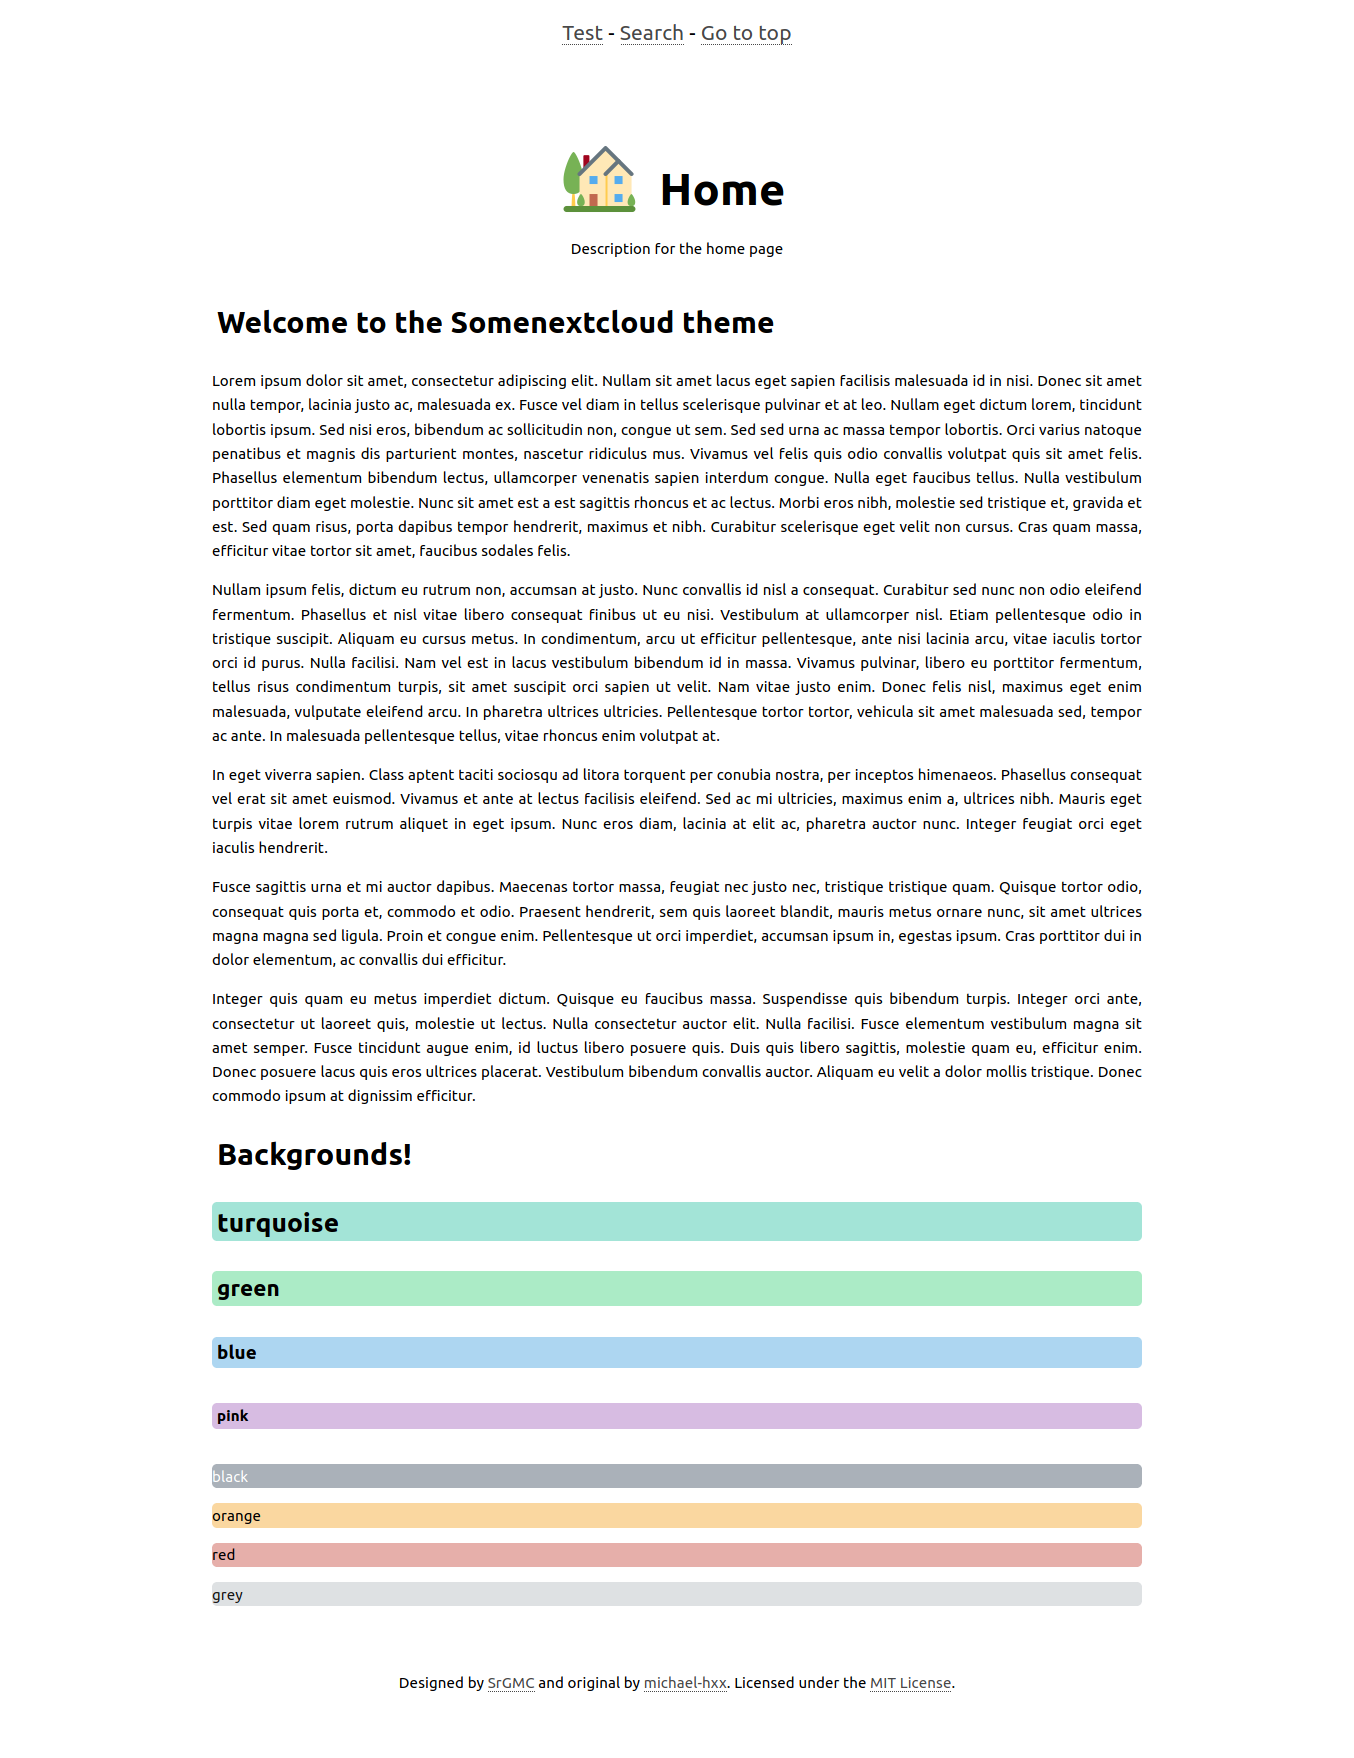 Test - Search - Go to top
Home
Description for the home page
Welcome to the Somenextcloud theme
Lorem ipsum dolor sit amet, consectetur adipiscing elit. Nullam sit amet lacus eget sapien facilisis malesuada id in nisi. Donec sit amet
nulla tempor, lacinia justo ac, malesuada ex. Fusce vel diam in tellus scelerisque pulvinar et at leo. Nullam eget dictum lorem, tincidunt
lobortis ipsum. Sed nisi eros, bibendum ac sollicitudin non, congue ut sem. Sed sed urna ac massa tempor lobortis. Orci varius natoque
penatibus et magnis dis parturient montes, nascetur ridiculus mus. Vivamus vel felis quis odio convallis volutpat quis sit amet felis.
Phasellus elementum bibendum lectus, ullamcorper venenatis sapien interdum congue. Nulla eget faucibus tellus. Nulla vestibulum
porttitor diam eget molestie. Nunc sit amet est a est sagittis rhoncus et ac lectus. Morbi eros nibh, molestie sed tristique et, gravida et
est. Sed quam risus, porta dapibus tempor hendrerit, maximus et nibh. Curabitur scelerisque eget velit non cursus. Cras quam massa,
efficitur vitae tortor sit amet, faucibus sodales felis.
Nullam ipsum felis, dictum eu rutrum non, accumsan at justo. Nunc convallis id nisl a consequat. Curabitur sed nunc non odio eleifend
fermentum. Phasellus et nisl vitae libero consequat finibus ut eu nisi. Vestibulum at ullamcorper nisl. Etiam pellentesque odio in
tristique suscipit. Aliquam eu cursus metus. In condimentum, arcu ut efficitur pellentesque, ante nisi lacinia arcu, vitae iaculis tortor
orci id purus. Nulla facilisi. Nam vel est in lacus vestibulum bibendum id in massa. Vivamus pulvinar, libero eu porttitor fermentum,
tellus risus condimentum turpis, sit amet suscipit orci sapien ut velit. Nam vitae justo enim. Donec felis nisl, maximus eget enim
malesuada, vulputate eleifend arcu. In pharetra ultrices ultricies. Pellentesque tortor tortor, vehicula sit amet malesuada sed, tempor
ac ante. In malesuada pellentesque tellus, vitae rhoncus enim volutpat at.
In eget viverra sapien. Class aptent taciti sociosqu ad litora torquent per conubia nostra, per inceptos himenaeos. Phasellus consequat
vel erat sit amet euismod. Vivamus et ante at lectus facilisis eleifend. Sed ac mi ultricies, maximus enim a, ultrices nibh. Mauris eget
turpis vitae lorem rutrum aliquet in eget ipsum. Nunc eros diam, lacinia at elit ac, pharetra auctor nunc. Integer feugiat orci eget
iaculis hendrerit.
Fusce sagittis urna et mi auctor dapibus. Maecenas tortor massa, feugiat nec justo nec, tristique tristique quam. Quisque tortor odio,
consequat quis porta et, commodo et odio. Praesent hendrerit, sem quis laoreet blandit, mauris metus ornare nunc, sit amet ultrices
magna magna sed ligula. Proin et congue enim. Pellentesque ut orci imperdiet, accumsan ipsum in, egestas ipsum. Cras porttitor dui in
dolor elementum, ac convallis dui efficitur.
Integer quis quam eu metus imperdiet dictum. Quisque eu faucibus massa. Suspendisse quis bibendum turpis. Integer orci ante,
consectetur ut laoreet quis, molestie ut lectus. Nulla consectetur auctor elit. Nulla facilisi. Fusce elementum vestibulum magna sit
amet semper. Fusce tincidunt augue enim, id luctus libero posuere quis. Duis quis libero sagittis, molestie quam eu, efficitur enim.
Donec posuere lacus quis eros ultrices placerat. Vestibulum bibendum convallis auctor. Aliquam eu velit a dolor mollis tristique. Donec
commodo ipsum at dignissim efficitur.
Backgrounds!
turquoise
green
blue
pink
black
orange
red
grey
Designed by SrGMC and original by michael-hxx. Licensed under the MIT License.